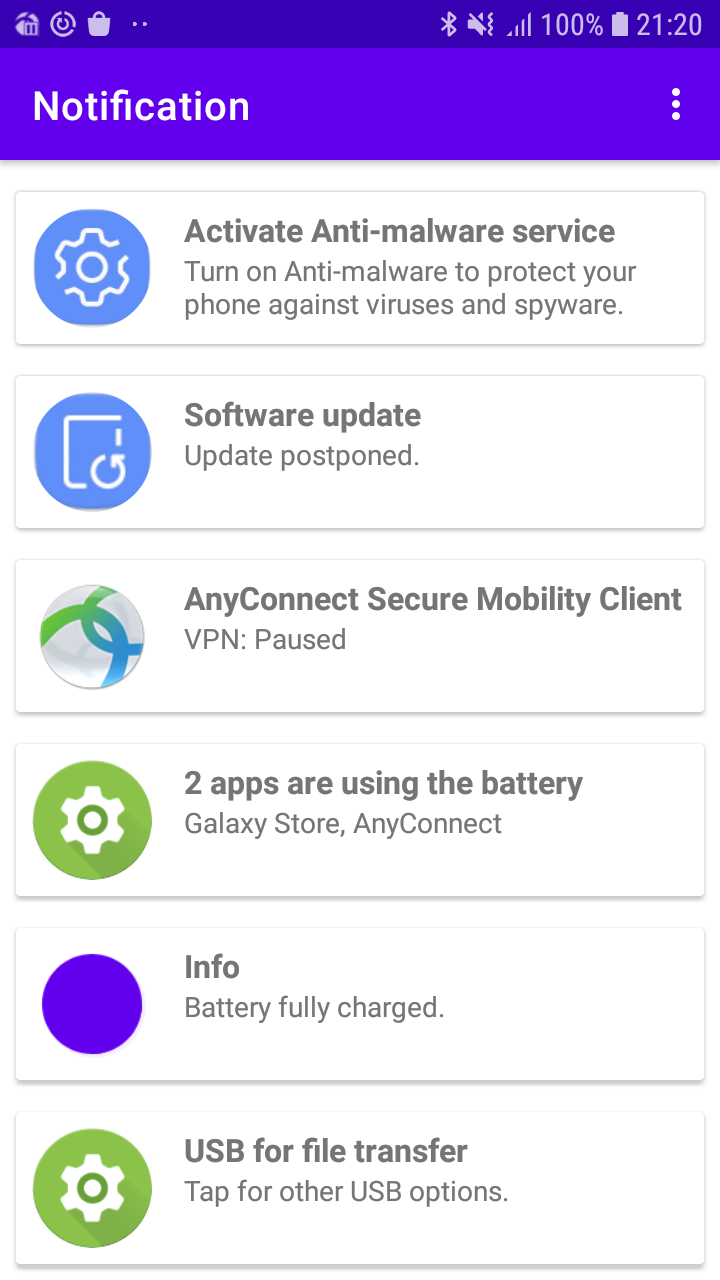 100% 21:20
Notification
Activate Anti-malware service
Turn on Anti-malware to protect your
phone against viruses and spyware.
Software update
Update postponed.
AnyConnect Secure Mobility Client
VPN: Paused
2 apps are using the battery
Galaxy Store, AnyConnect
Info
Battery fully charged.
USB for file transfer
Tap for other USB options.